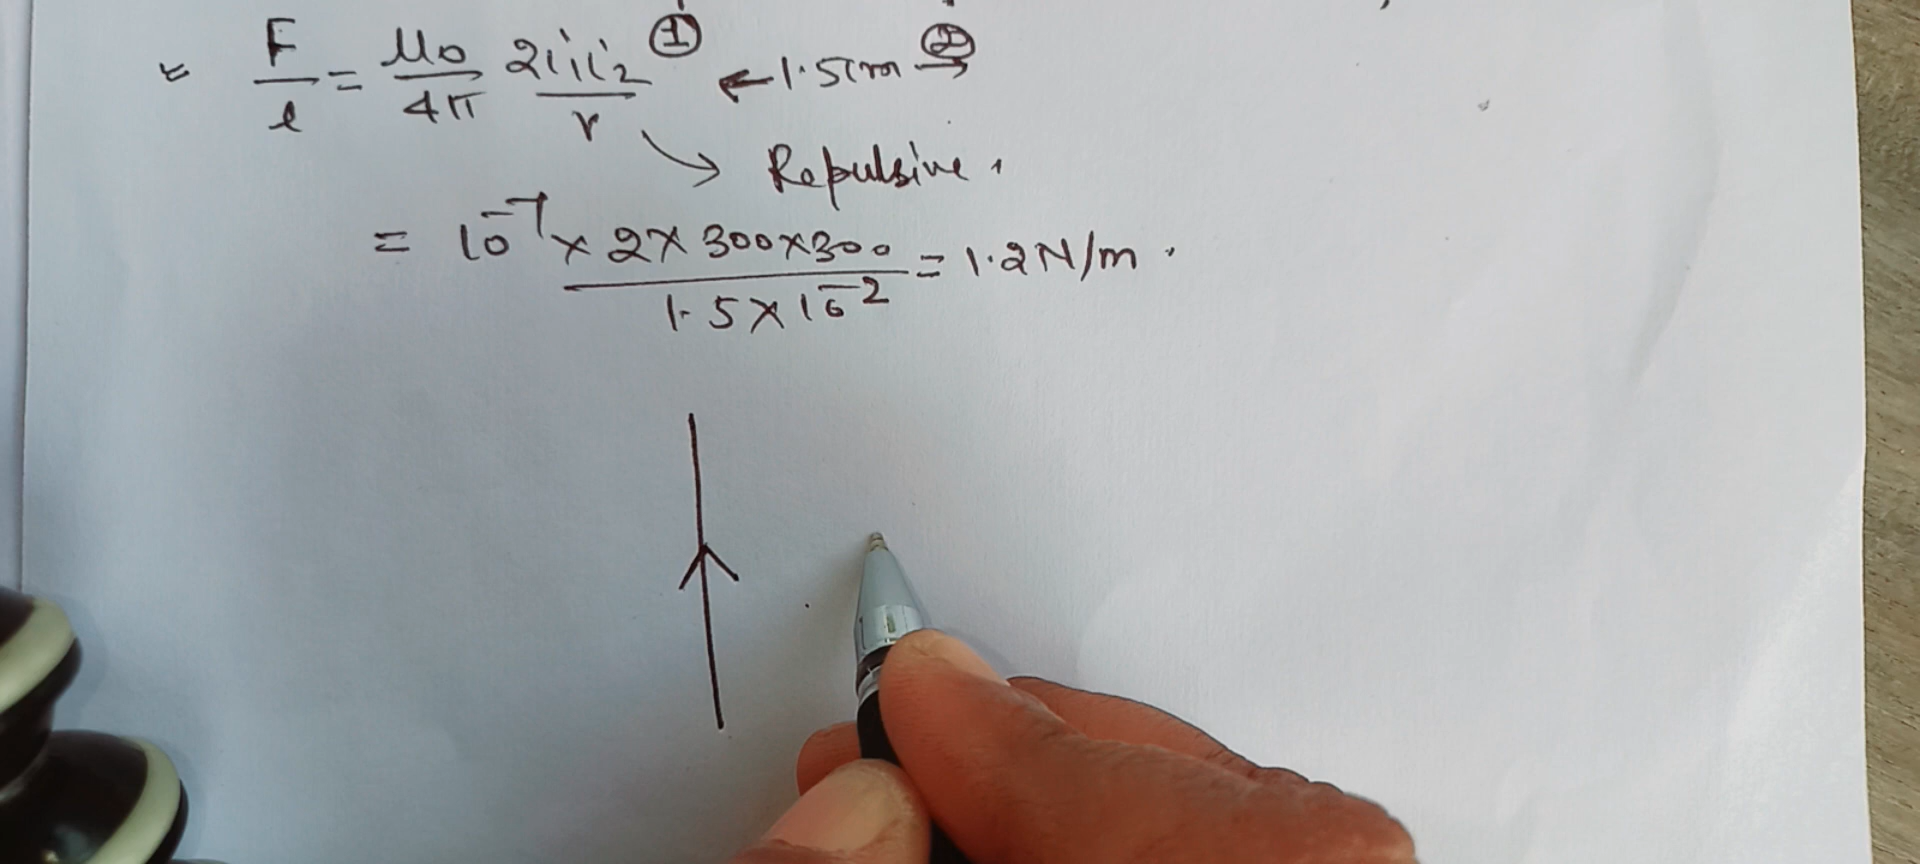 F/l = μ0/4π 2i1i2/r ① ←1.5cm→ ②
→ Repulsive.
= 10^-7 × 2×300×300/1.5×10^-2 = 1.2N/m.